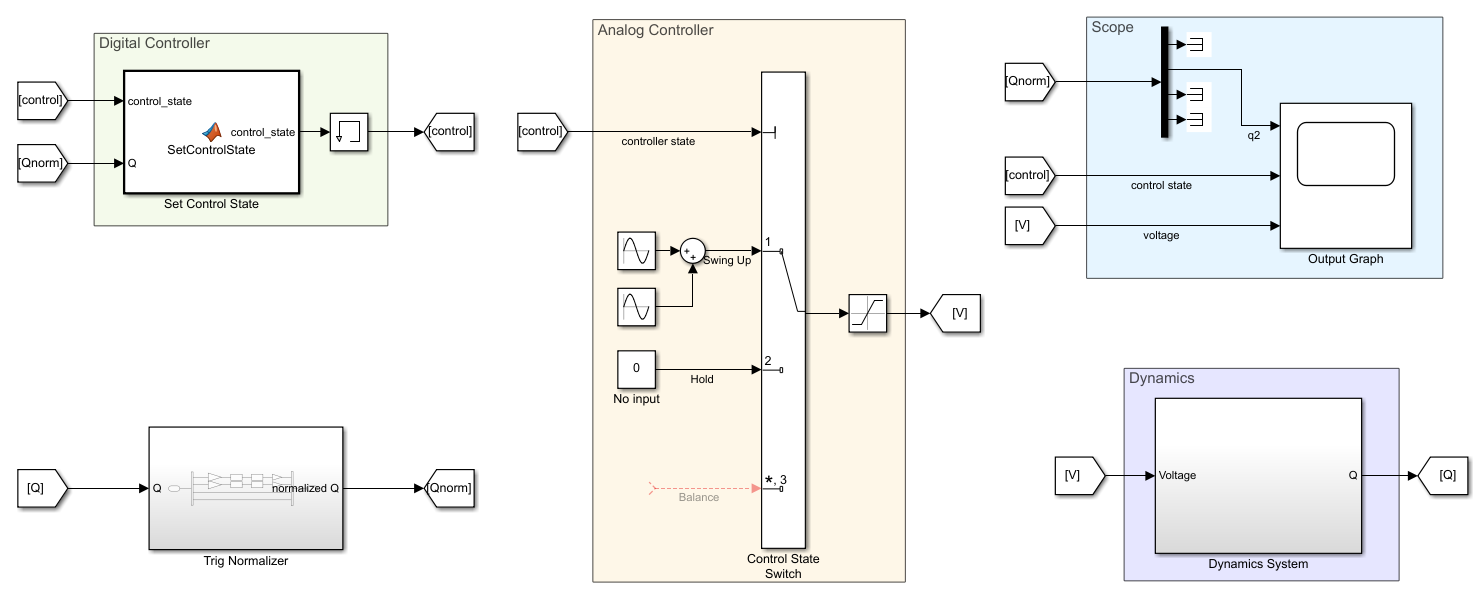 Digital Controller
[control]
control_state
control_state
SetControlState
[Qnorm]
Q
Set Control State
[control]
Analog Controller
[control]
controller state
1
Swing Up
+
+
2
0
Hold
No input
*, 3
Balance
Control State
Switch
[V]
Scope
[Qnorm]
q2
[control]
control state
[V]
voltage
Output Graph
[Q]
Q
normalized Q
[Qnorm]
Trig Normalizer
Dynamics
[V]
Voltage
Q
[Q]
Dynamics System